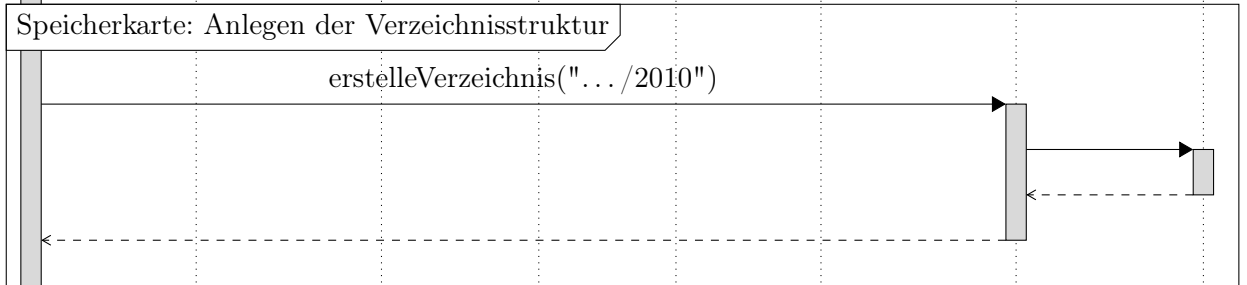 Speicherkarte: Anlegen der Verzeichnisstruktur
erstelleVerzeichnis(". . . /2010")